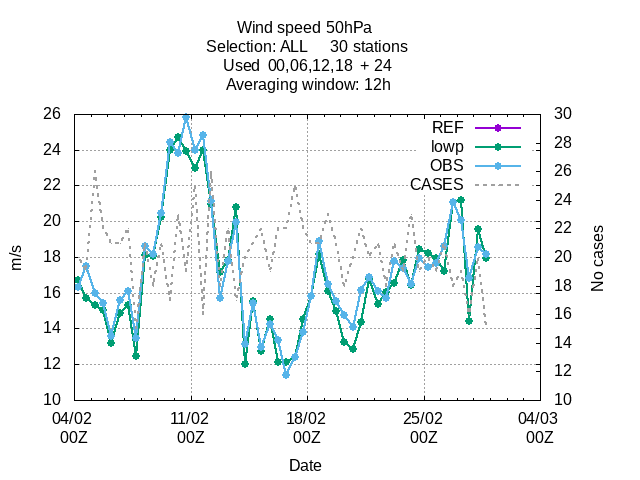 Wind speed 50hPa
Selection: ALL 30 stations
Used 00,06,12,18 + 24
Averaging window: 12h
26 30
24 28
22 26
20 24
18 22
16 20
14 18
12 16
10 14
12
10
REF
lowp
OBS
CASES
m/s
No cases
04/02 11/02 18/02 25/02 04/03
00Z 00Z 00Z 00Z 00Z
Date